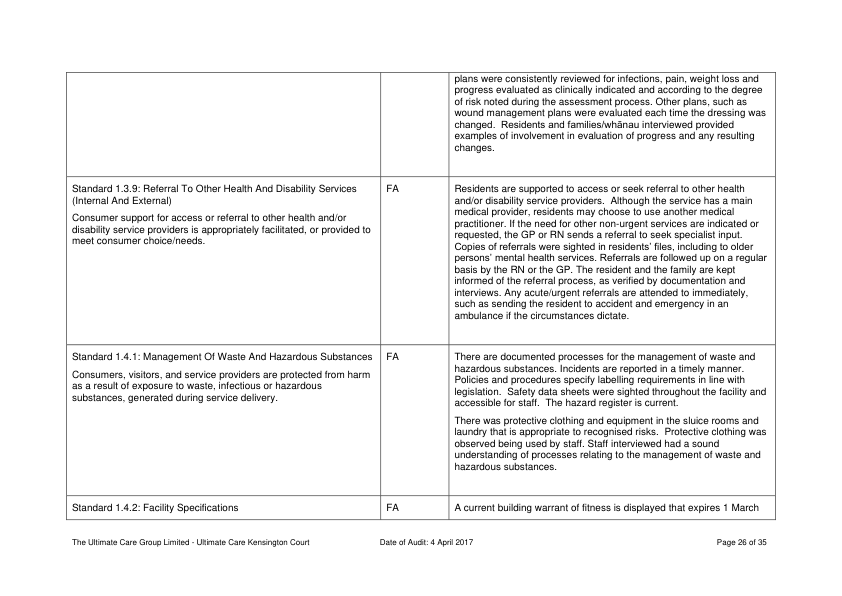 plans were consistently reviewed for infections, pain, weight loss and
progress evaluated as clinically indicated and according to the degree
of risk noted during the assessment process. Other plans, such as
wound management plans were evaluated each time the dressing was
changed.  Residents and families/whānau interviewed provided
examples of involvement in evaluation of progress and any resulting
changes.
Standard 1.3.9: Referral To Other Health And Disability Services
(Internal And External)
Consumer support for access or referral to other health and/or
disability service providers is appropriately facilitated, or provided to
meet consumer choice/needs.
FA
Residents are supported to access or seek referral to other health
and/or disability service providers.  Although the service has a main
medical provider, residents may choose to use another medical
practitioner. If the need for other non-urgent services are indicated or
requested, the GP or RN sends a referral to seek specialist input.
Copies of referrals were sighted in residents' files, including to older
persons' mental health services. Referrals are followed up on a regular
basis by the RN or the GP. The resident and the family are kept
informed of the referral process, as verified by documentation and
interviews. Any acute/urgent referrals are attended to immediately,
such as sending the resident to accident and emergency in an
ambulance if the circumstances dictate.
Standard 1.4.1: Management Of Waste And Hazardous Substances
Consumers, visitors, and service providers are protected from harm
as a result of exposure to waste, infectious or hazardous
substances, generated during service delivery.
FA
There are documented processes for the management of waste and
hazardous substances. Incidents are reported in a timely manner.
Policies and procedures specify labelling requirements in line with
legislation.  Safety data sheets were sighted throughout the facility and
accessible for staff.  The hazard register is current.
There was protective clothing and equipment in the sluice rooms and
laundry that is appropriate to recognised risks.  Protective clothing was
observed being used by staff. Staff interviewed had a sound
understanding of processes relating to the management of waste and
hazardous substances.
Standard 1.4.2: Facility Specifications
FA
A current building warrant of fitness is displayed that expires 1 March
The Ultimate Care Group Limited - Ultimate Care Kensington Court
Date of Audit: 4 April 2017
Page 26 of 35